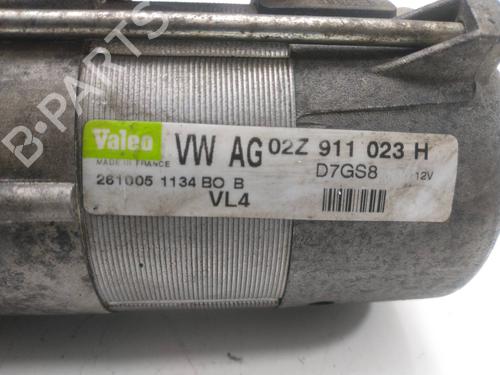 B-PARTS
Valeo VW AG 02Z 911 023 H
MADE IN FRANCE D7GS8 12V
261005 1134 BO B
VL4